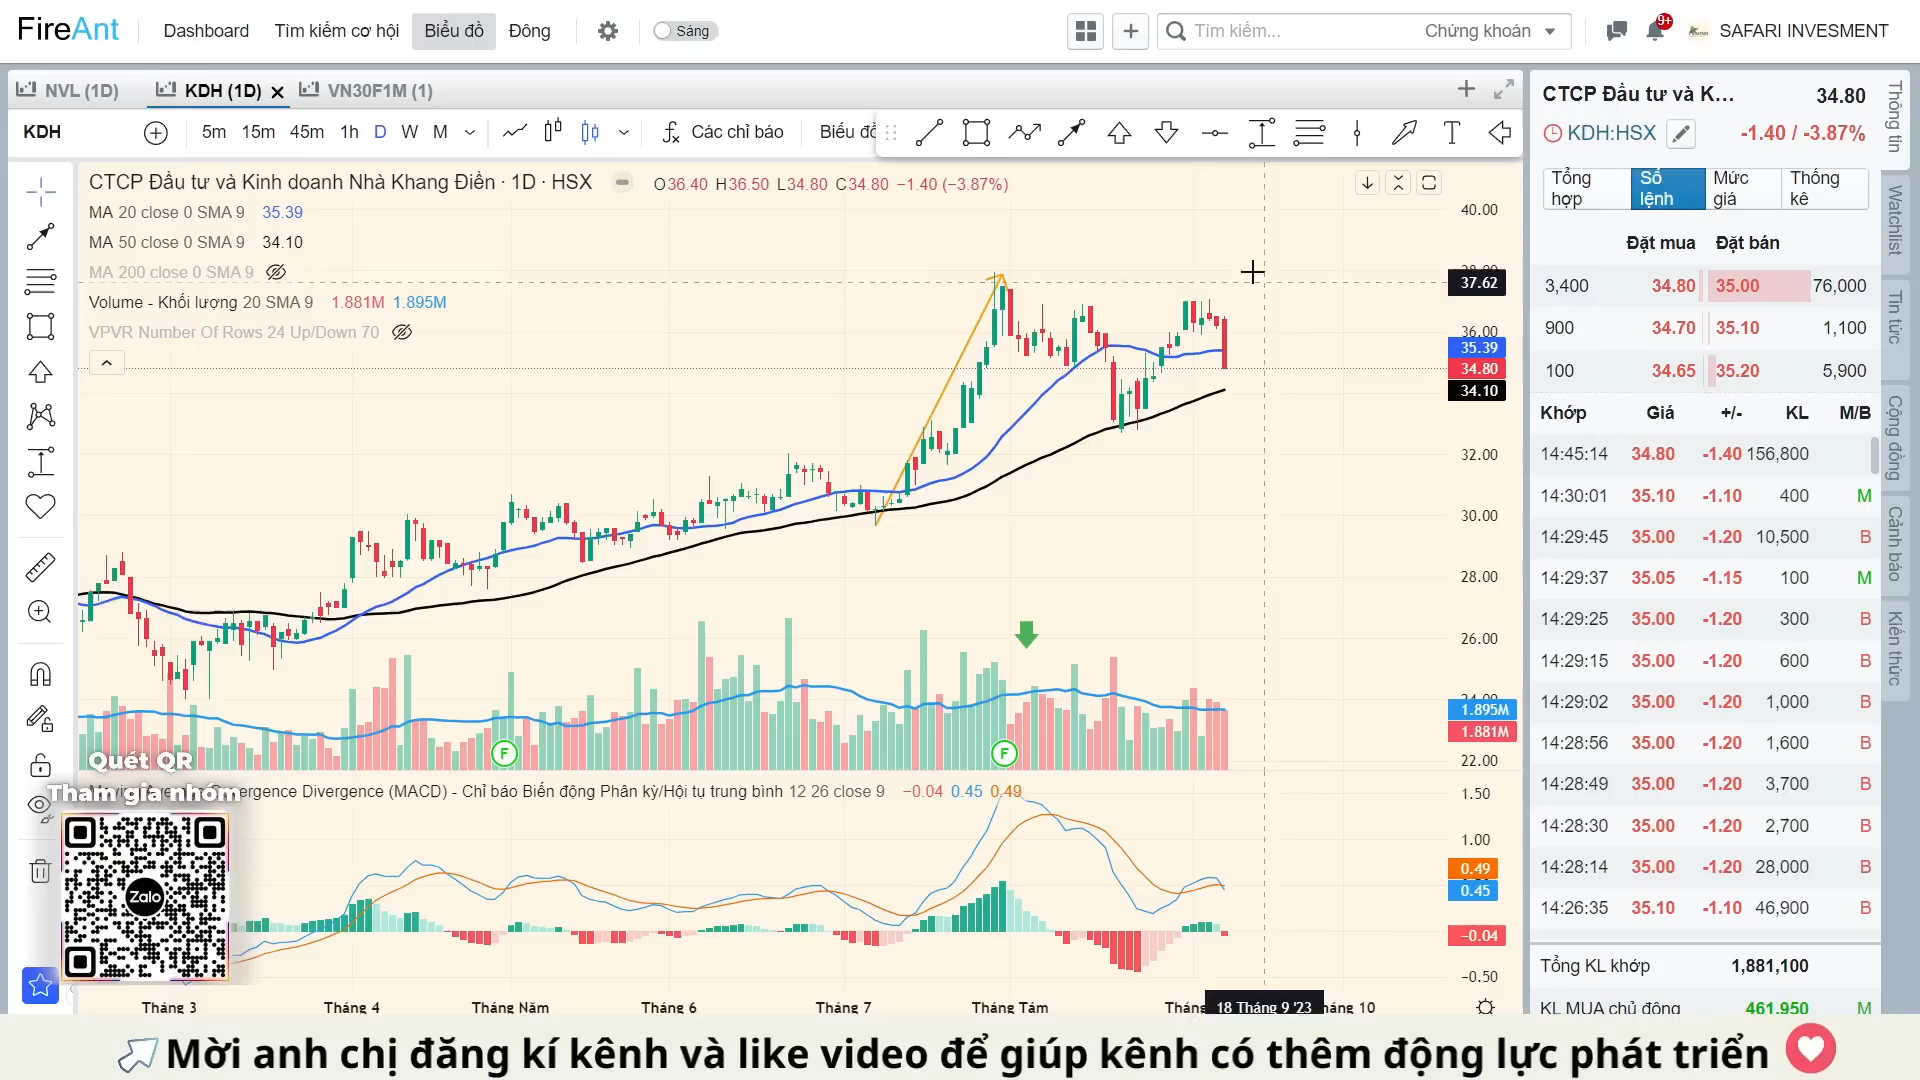 FireAnt Dashboard Tìm kiếm cơ hội Biểu đồ Đông Sáng Tìm kiếm... Chứng khoán 9+ SAFARI INVESMENT
NVL (1D) KDH (1D) VN30F1M (1)
KDH 5m 15m 45m 1h D W M Các chỉ báo Biểu đồ T
CTCP Đầu tư và Kinh doanh Nhà Khang Điền · 1D · HSX O36.40 H36.50 L34.80 C34.80 −1.40 (−3.87%)
MA 20 close 0 SMA 9 35.39
MA 50 close 0 SMA 9 34.10
MA 200 close 0 SMA 9
Volume - Khối lượng 20 SMA 9 1.881M 1.895M
VPVR Number Of Rows 24 Up/Down 70
40.00
37.62
36.00
35.39
34.80
34.10
32.00
30.00
28.00
26.00
24.00
1.895M
1.881M
22.00
F F
Quét QR
Tham gia nhóm
Zalo
Convergence Divergence (MACD) - Chỉ báo Biến động Phân kỳ/Hội tụ trung bình 12 26 close 9 −0.04 0.45 0.49
1.50
1.00
0.49
0.45
−0.04
−0.50
Tháng 3 Tháng 4 Tháng Năm Tháng 6 Tháng 7 Tháng Tám 18 Tháng 9 '23 10
CTCP Đầu tư và K... 34.80
KDH:HSX -1.40 / -3.87%
Tổng hợp Sổ lệnh Mức giá Thống kê
Đặt mua Đặt bán
3,400 34.80 35.00 76,000
900 34.70 35.10 1,100
100 34.65 35.20 5,900
Khớp Giá +/- KL M/B
14:45:14 34.80 -1.40 156,800
14:30:01 35.10 -1.10 400 M
14:29:45 35.00 -1.20 10,500 B
14:29:37 35.05 -1.15 100 M
14:29:25 35.00 -1.20 300 B
14:29:15 35.00 -1.20 600 B
14:29:02 35.00 -1.20 1,000 B
14:28:56 35.00 -1.20 1,600 B
14:28:49 35.00 -1.20 3,700 B
14:28:30 35.00 -1.20 2,700 B
14:28:14 35.00 -1.20 28,000 B
14:26:35 35.10 -1.10 46,900 B
Tổng KL khớp 1,881,100
KL MUA chủ động 461,950 M
Thông tin
Watchlist
Tin tức
Cộng đồng
Cảnh báo
Kiến thức
Mời anh chị đăng kí kênh và like video để giúp kênh có thêm động lực phát triển